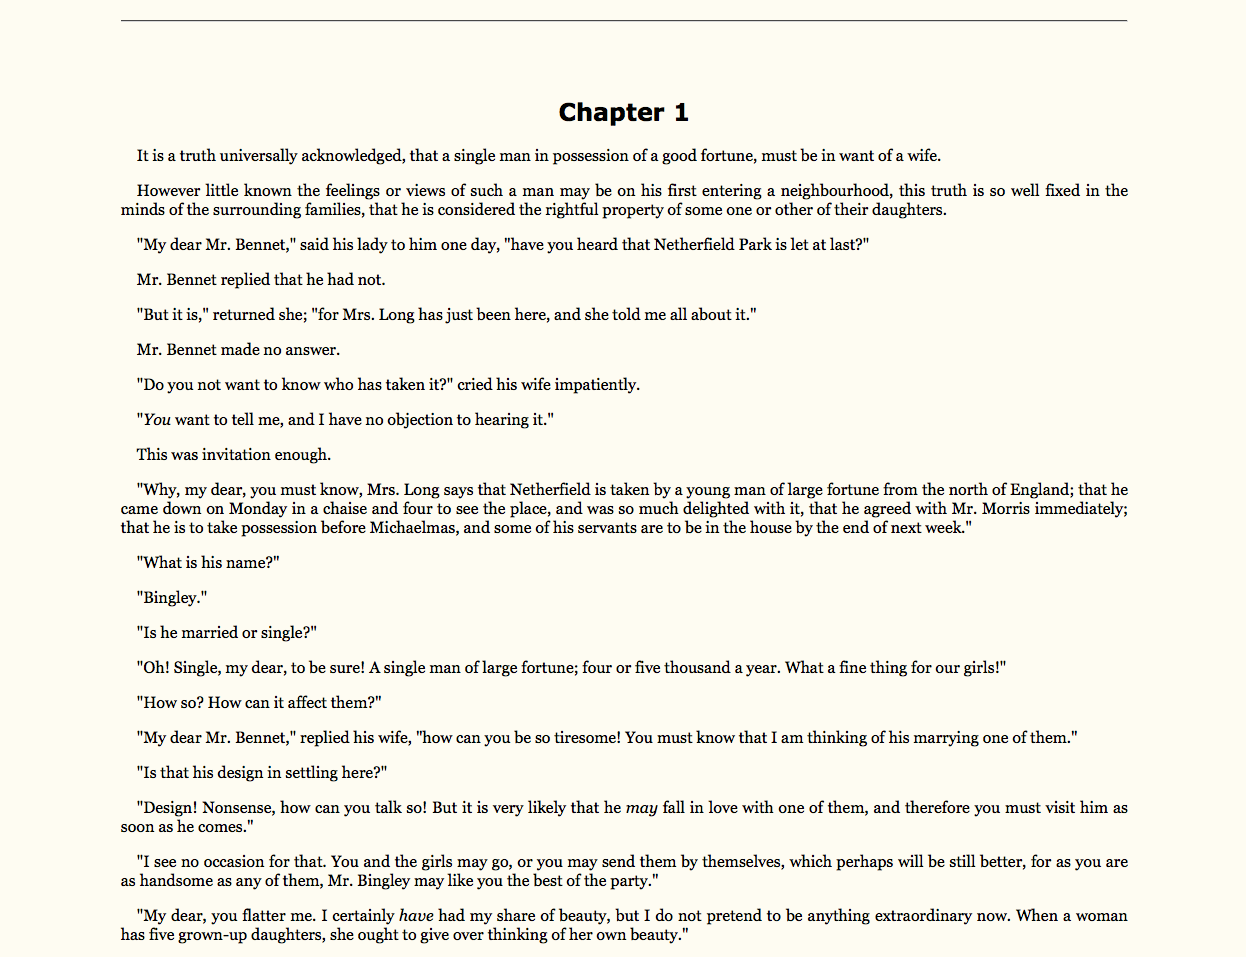 Chapter 1
It is a truth universally acknowledged, that a single man in possession of a good fortune, must be in want of a wife.
However little known the feelings or views of such a man may be on his first entering a neighbourhood, this truth is so well fixed in the
minds of the surrounding families, that he is considered the rightful property of some one or other of their daughters.
"My dear Mr. Bennet," said his lady to him one day, "have you heard that Netherfield Park is let at last?"
Mr. Bennet replied that he had not.
"But it is," returned she; "for Mrs. Long has just been here, and she told me all about it."
Mr. Bennet made no answer.
"Do you not want to know who has taken it?" cried his wife impatiently.
"You want to tell me, and I have no objection to hearing it."
This was invitation enough.
"Why, my dear, you must know, Mrs. Long says that Netherfield is taken by a young man of large fortune from the north of England; that he
came down on Monday in a chaise and four to see the place, and was so much delighted with it, that he agreed with Mr. Morris immediately;
that he is to take possession before Michaelmas, and some of his servants are to be in the house by the end of next week."
"What is his name?"
"Bingley."
"Is he married or single?"
"Oh! Single, my dear, to be sure! A single man of large fortune; four or five thousand a year. What a fine thing for our girls!"
"How so? How can it affect them?"
"My dear Mr. Bennet," replied his wife, "how can you be so tiresome! You must know that I am thinking of his marrying one of them."
"Is that his design in settling here?"
"Design! Nonsense, how can you talk so! But it is very likely that he may fall in love with one of them, and therefore you must visit him as
soon as he comes."
"I see no occasion for that. You and the girls may go, or you may send them by themselves, which perhaps will be still better, for as you are
as handsome as any of them, Mr. Bingley may like you the best of the party."
"My dear, you flatter me. I certainly have had my share of beauty, but I do not pretend to be anything extraordinary now. When a woman
has five grown-up daughters, she ought to give over thinking of her own beauty."